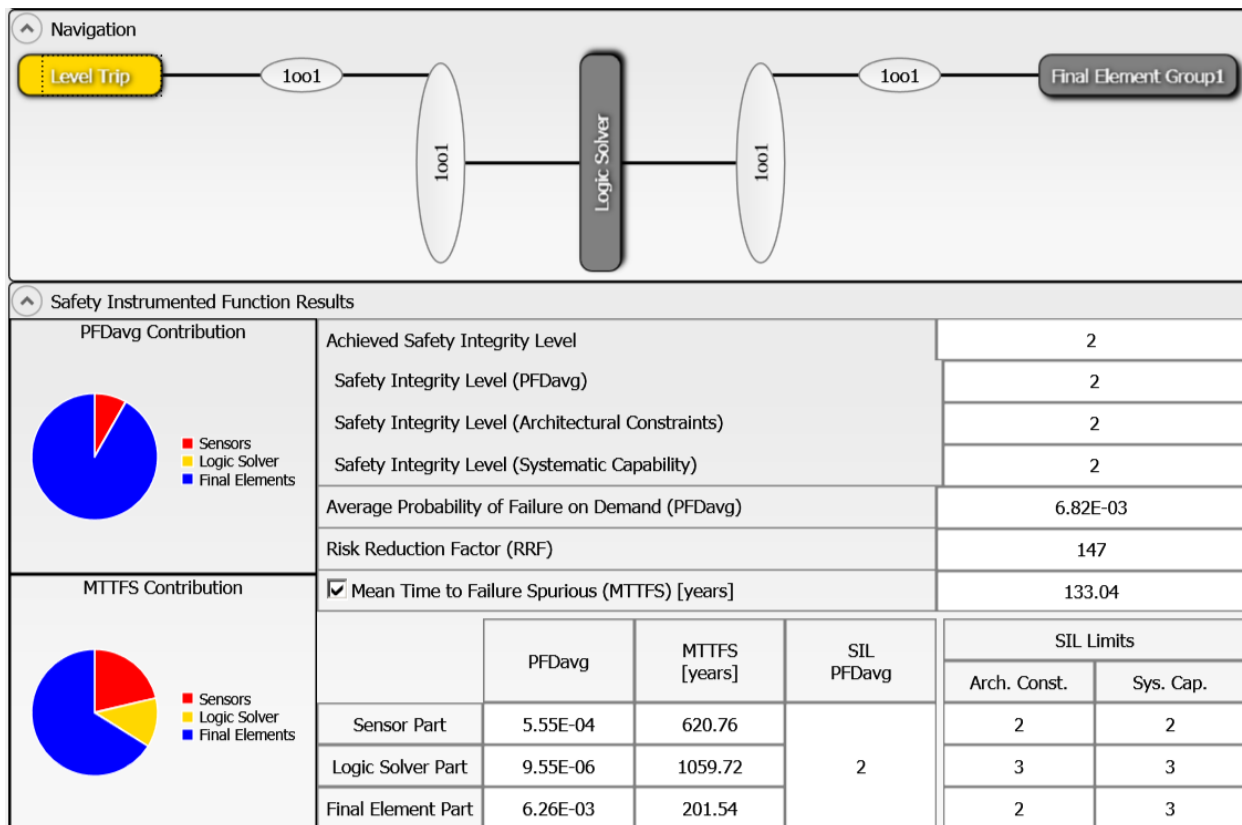 Navigation
Level Trip
1oo1
1oo1
Logic Solver
1oo1
1oo1
Final Element Group1
Safety Instrumented Function Results
PFDavg Contribution
Sensors
Logic Solver
Final Elements
MTTFS Contribution
Sensors
Logic Solver
Final Elements
Achieved Safety Integrity Level 2
Safety Integrity Level (PFDavg) 2
Safety Integrity Level (Architectural Constraints) 2
Safety Integrity Level (Systematic Capability) 2
Average Probability of Failure on Demand (PFDavg) 6.82E-03
Risk Reduction Factor (RRF) 147
Mean Time to Failure Spurious (MTTFS) [years] 133.04
PFDavg
MTTFS
[years]
SIL
PFDavg
SIL Limits
Arch. Const. Sys. Cap.
Sensor Part 5.55E-04 620.76 2 2
Logic Solver Part 9.55E-06 1059.72 2 3 3
Final Element Part 6.26E-03 201.54 2 3